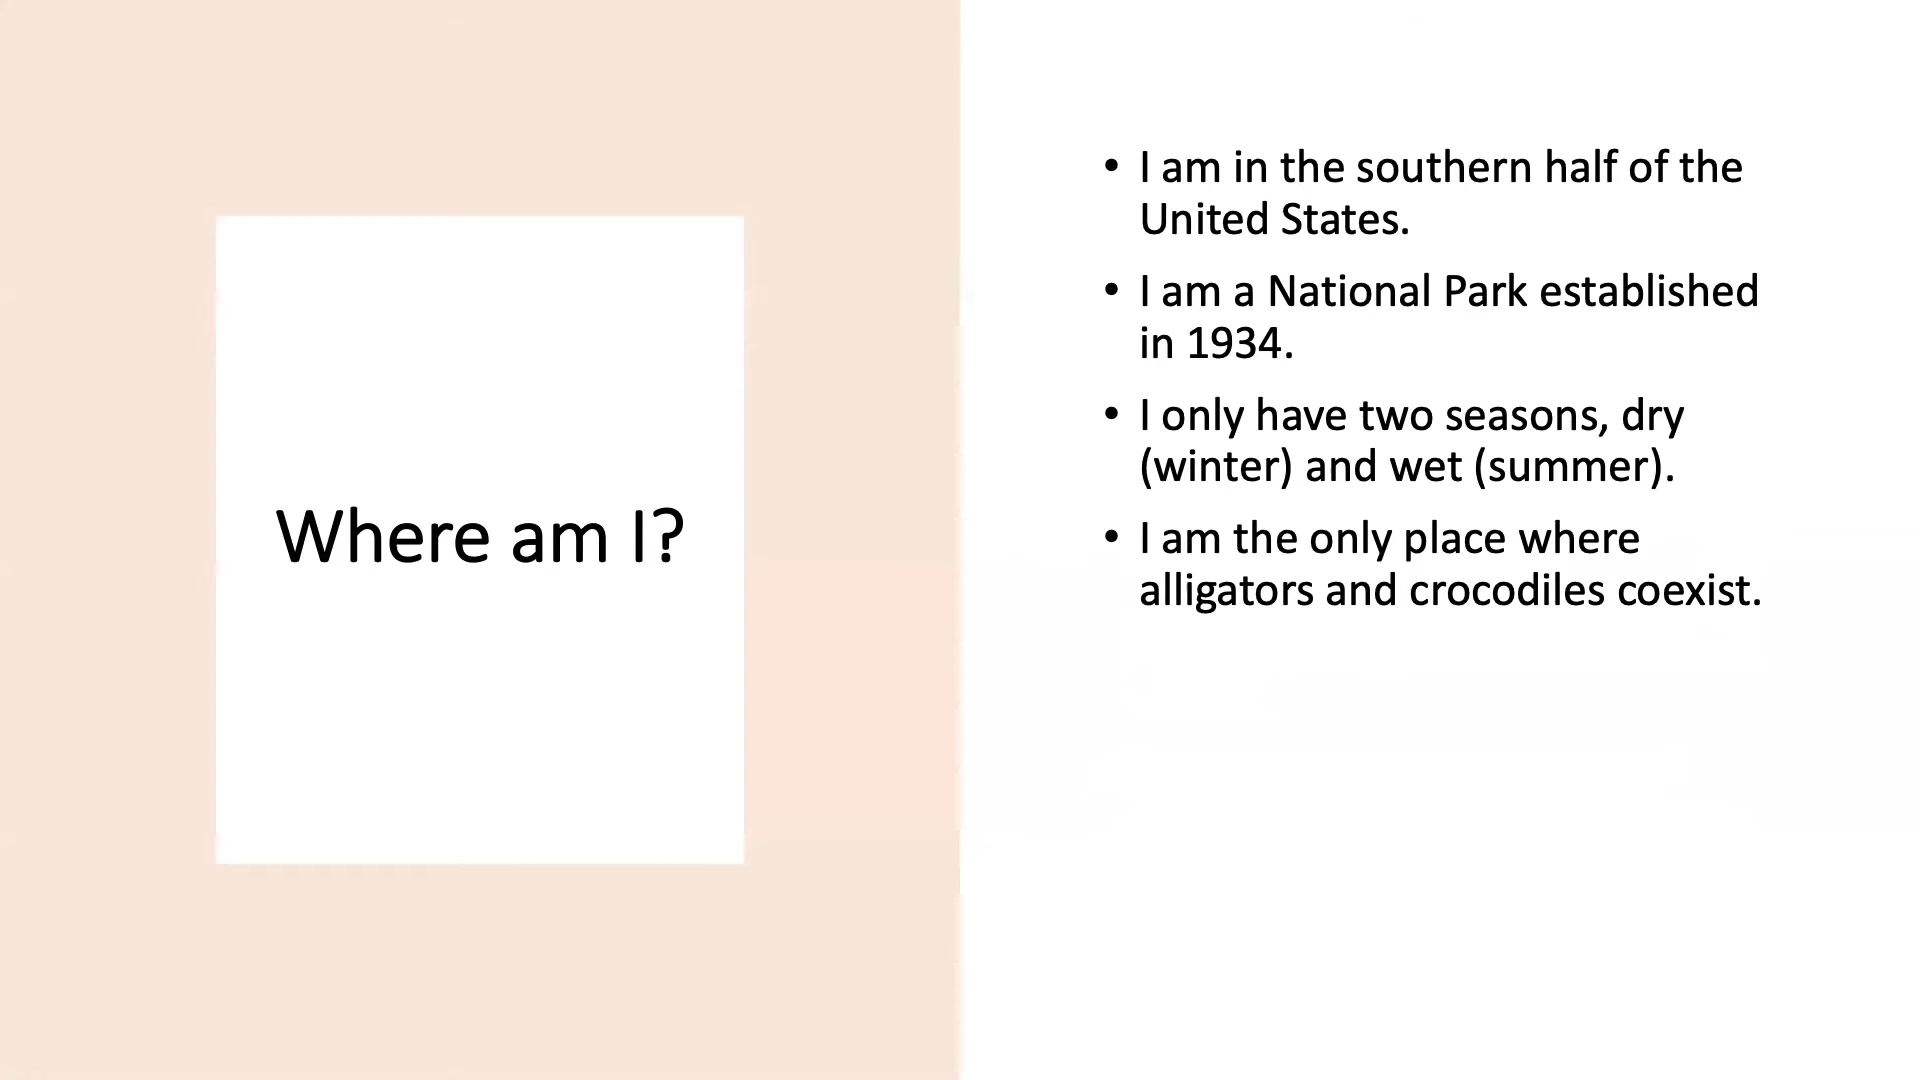 Where am I?
• I am in the southern half of the
United States.
• I am a National Park established
in 1934.
• I only have two seasons, dry
(winter) and wet (summer).
• I am the only place where
alligators and crocodiles coexist.